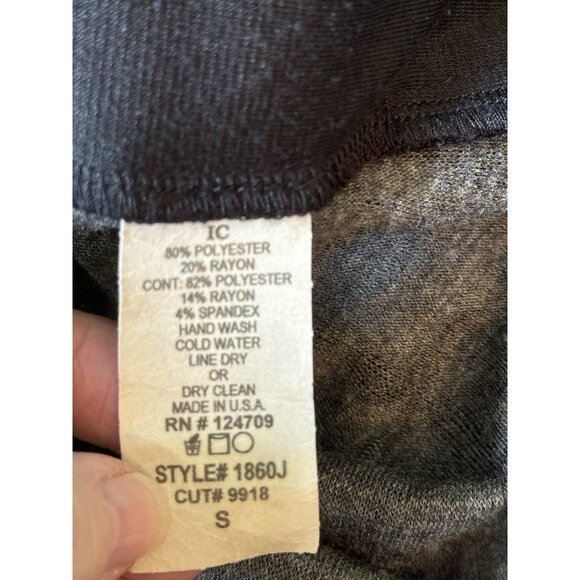 IC
80% POLYESTER
20% RAYON
CONT: 82% POLYESTER
14% RAYON
4% SPANDEX
HAND WASH
COLD WATER
LINE DRY
OR
DRY CLEAN
MADE IN U.S.A.
RN # 124709
STYLE# 1860J
CUT# 9918
S